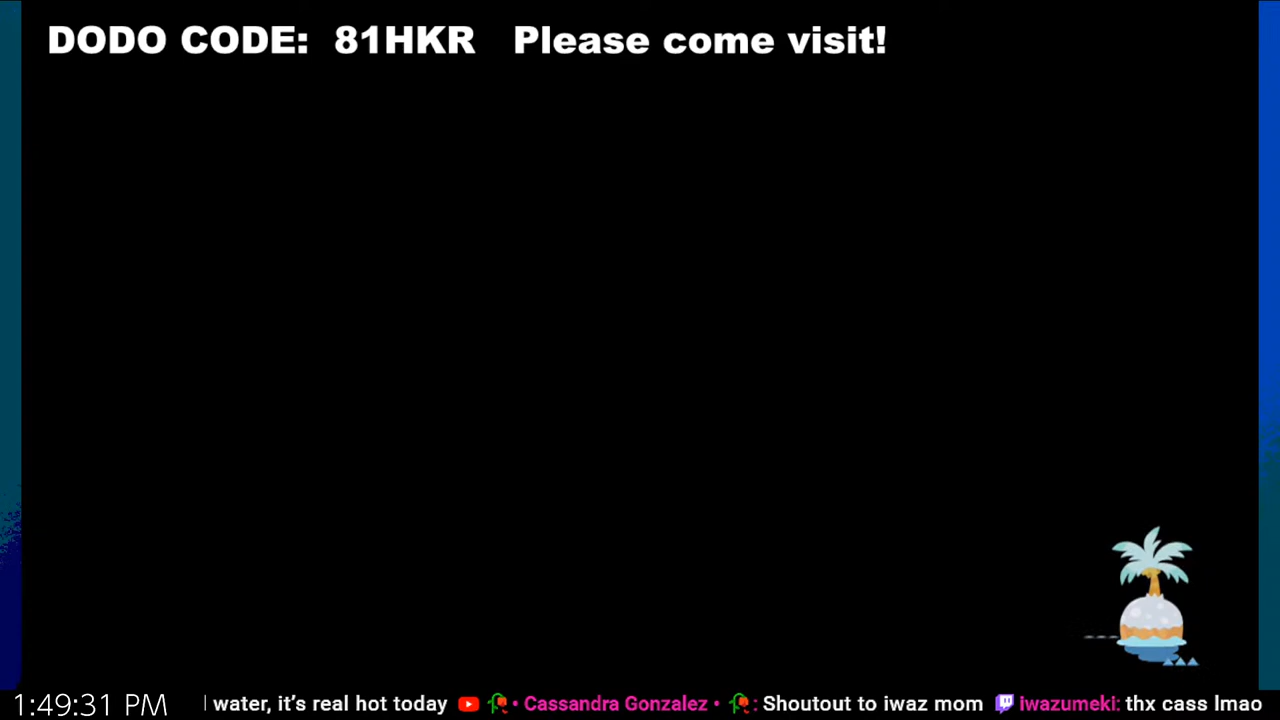 DODO CODE: 81HKR Please come visit!
1:49:31 PM
water, it’s real hot today • Cassandra Gonzalez • : Shoutout to iwaz mom iwazumeki: thx cass lmao